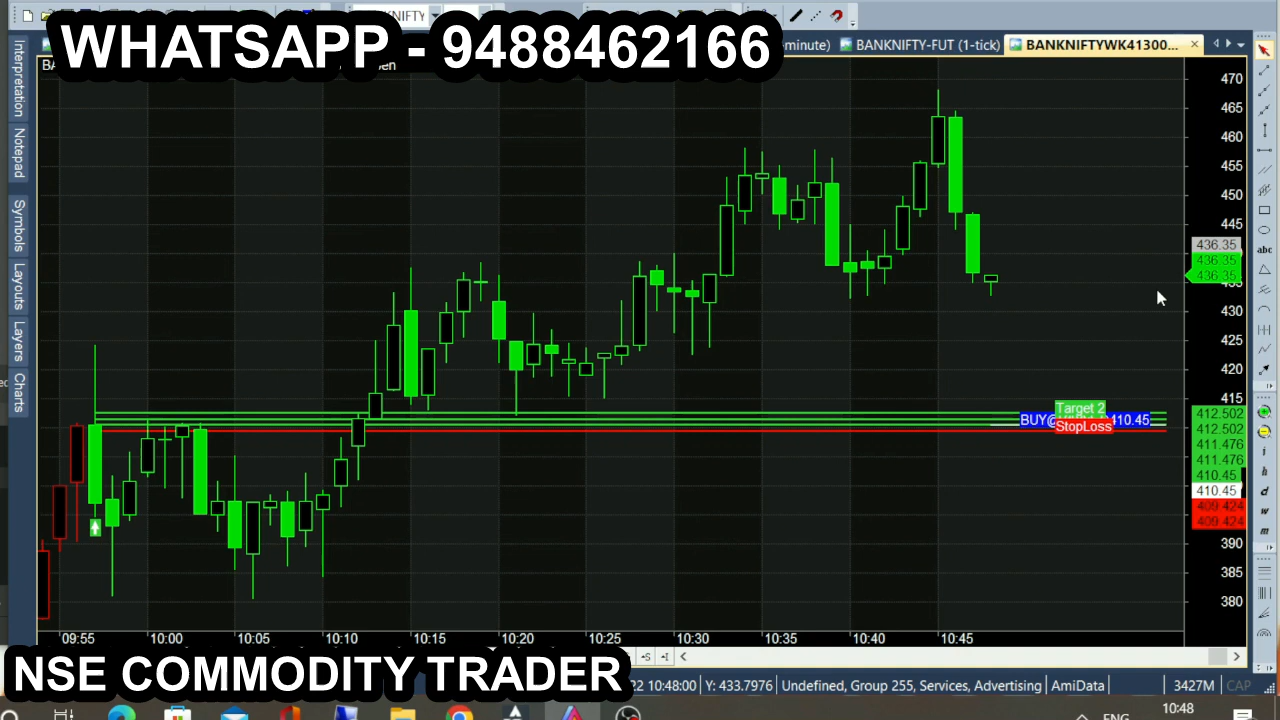 WHATSAPP - 9488462166
minute)
BANKNIFTY-FUT (1-tick)
BANKNIFTYWK41300...
Interpretation
Notepad
Symbols
Layouts
Layers
Charts
470
465
460
455
450
445
436.35
436.35
436.35
430
425
420
415
Target 2
BUY@
410.45
StopLoss
412.502
412.502
411.476
411.476
410.45
410.45
409.424
409.424
390
385
380
abc
i
h
d
w
m
09:55
10:00
10:05
10:10
10:15
10:20
10:25
10:30
10:35
10:40
10:45
NSE COMMODITY TRADER
22 10:48:00
Y: 433.7976
Undefined, Group 255, Services, Advertising
AmiData
3427M
CAP
10:48
ENG